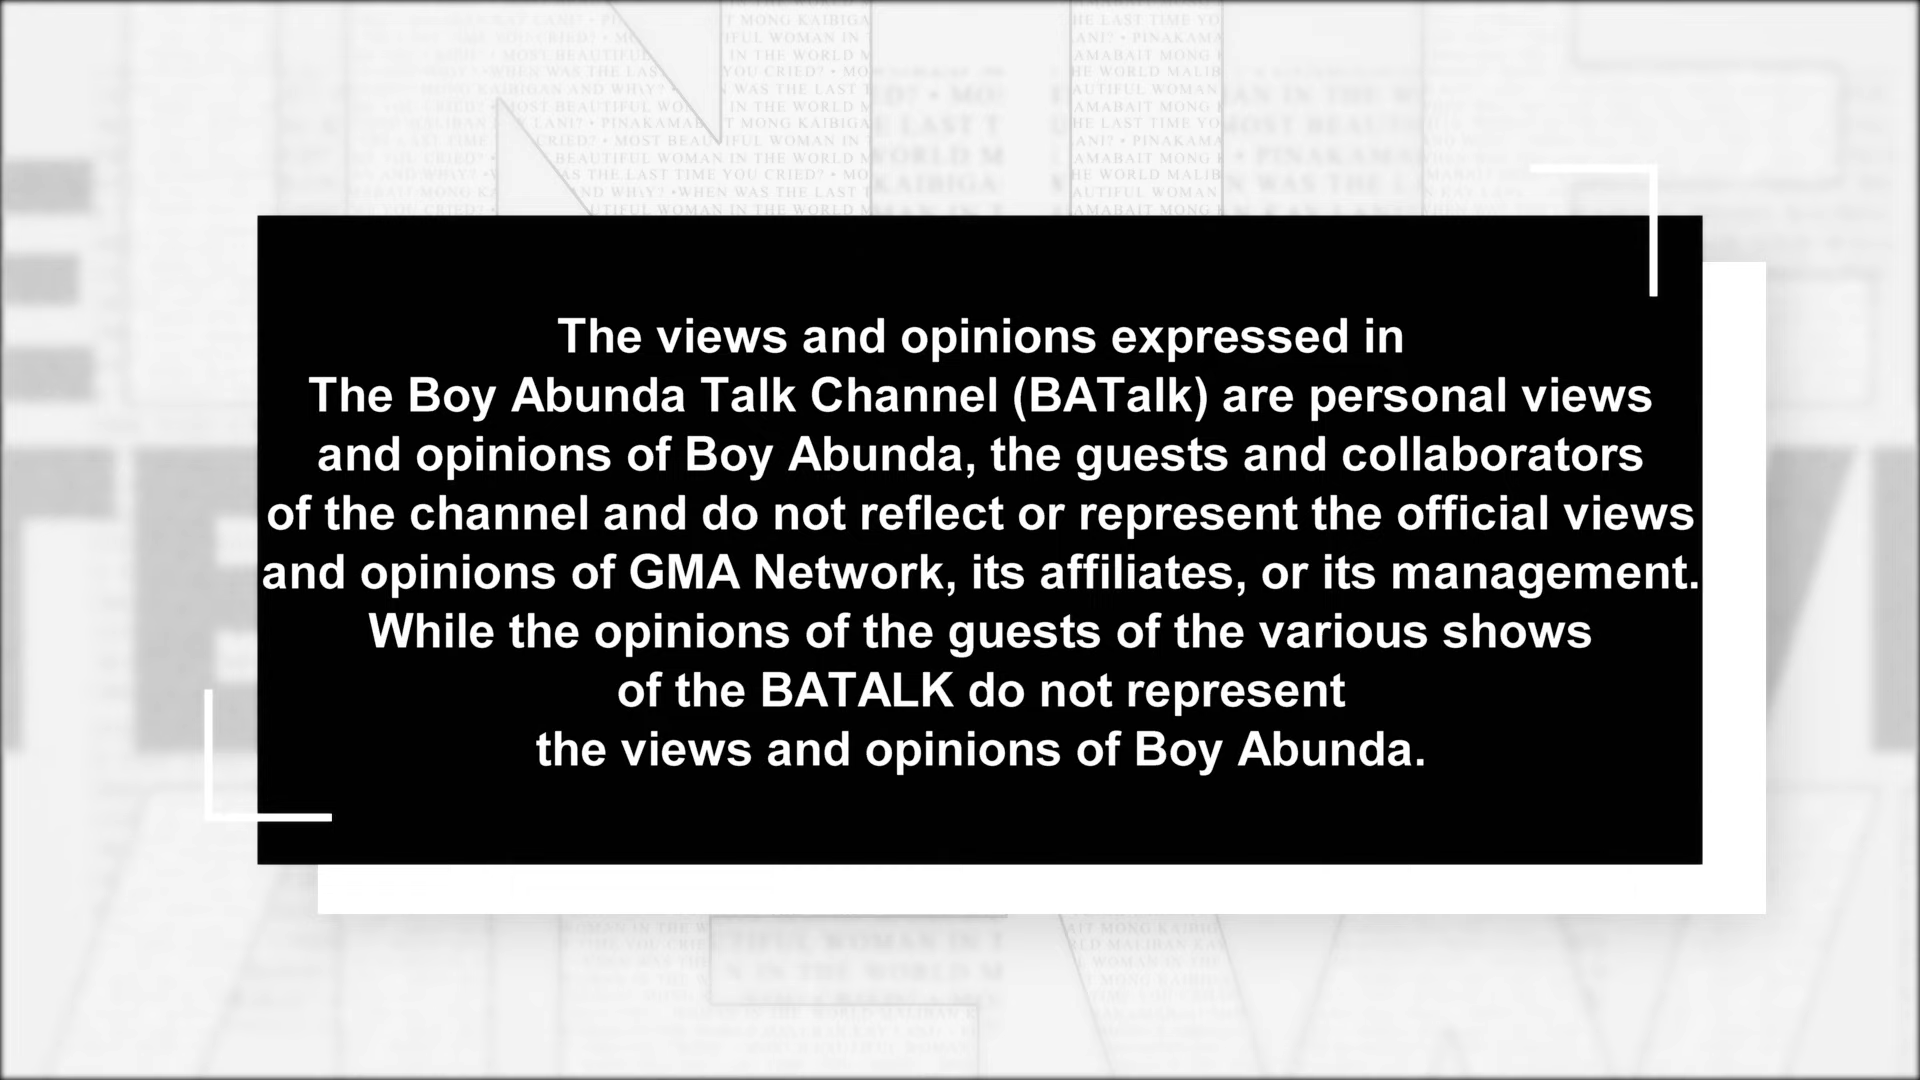 The views and opinions expressed in
The Boy Abunda Talk Channel (BATalk) are personal views
and opinions of Boy Abunda, the guests and collaborators
of the channel and do not reflect or represent the official views
and opinions of GMA Network, its affiliates, or its management.
While the opinions of the guests of the various shows
of the BATALK do not represent
the views and opinions of Boy Abunda.